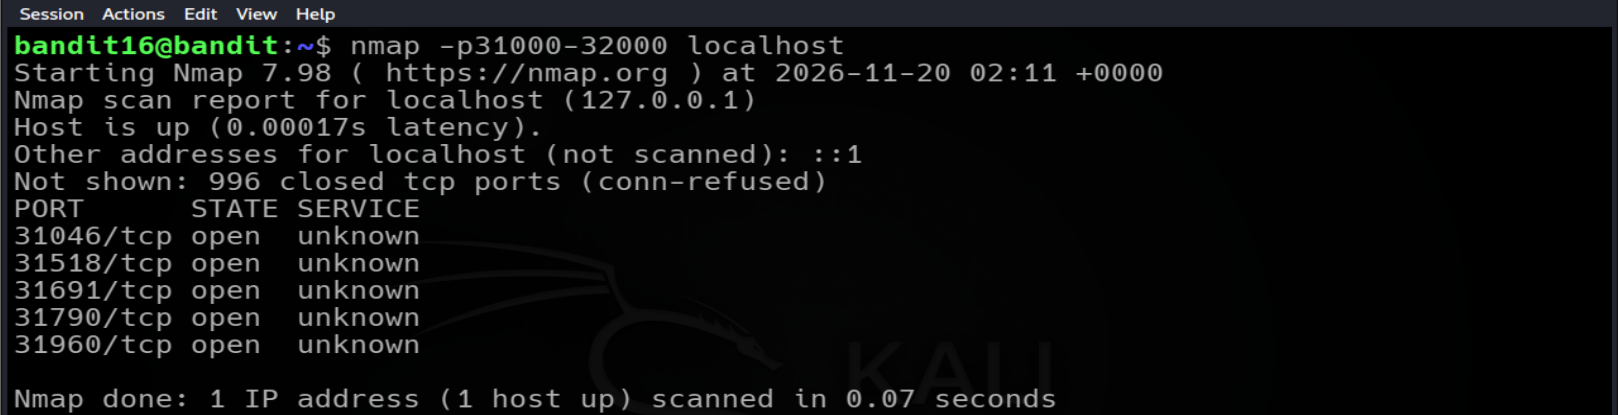 Session Actions Edit View Help
bandit16@bandit:~$ nmap -p31000-32000 localhost
Starting Nmap 7.98 ( https://nmap.org ) at 2026-11-20 02:11 +0000
Nmap scan report for localhost (127.0.0.1)
Host is up (0.00017s latency).
Other addresses for localhost (not scanned): ::1
Not shown: 996 closed tcp ports (conn-refused)
PORT      STATE SERVICE
31046/tcp open  unknown
31518/tcp open  unknown
31691/tcp open  unknown
31790/tcp open  unknown
31960/tcp open  unknown
KALI
Nmap done: 1 IP address (1 host up) scanned in 0.07 seconds